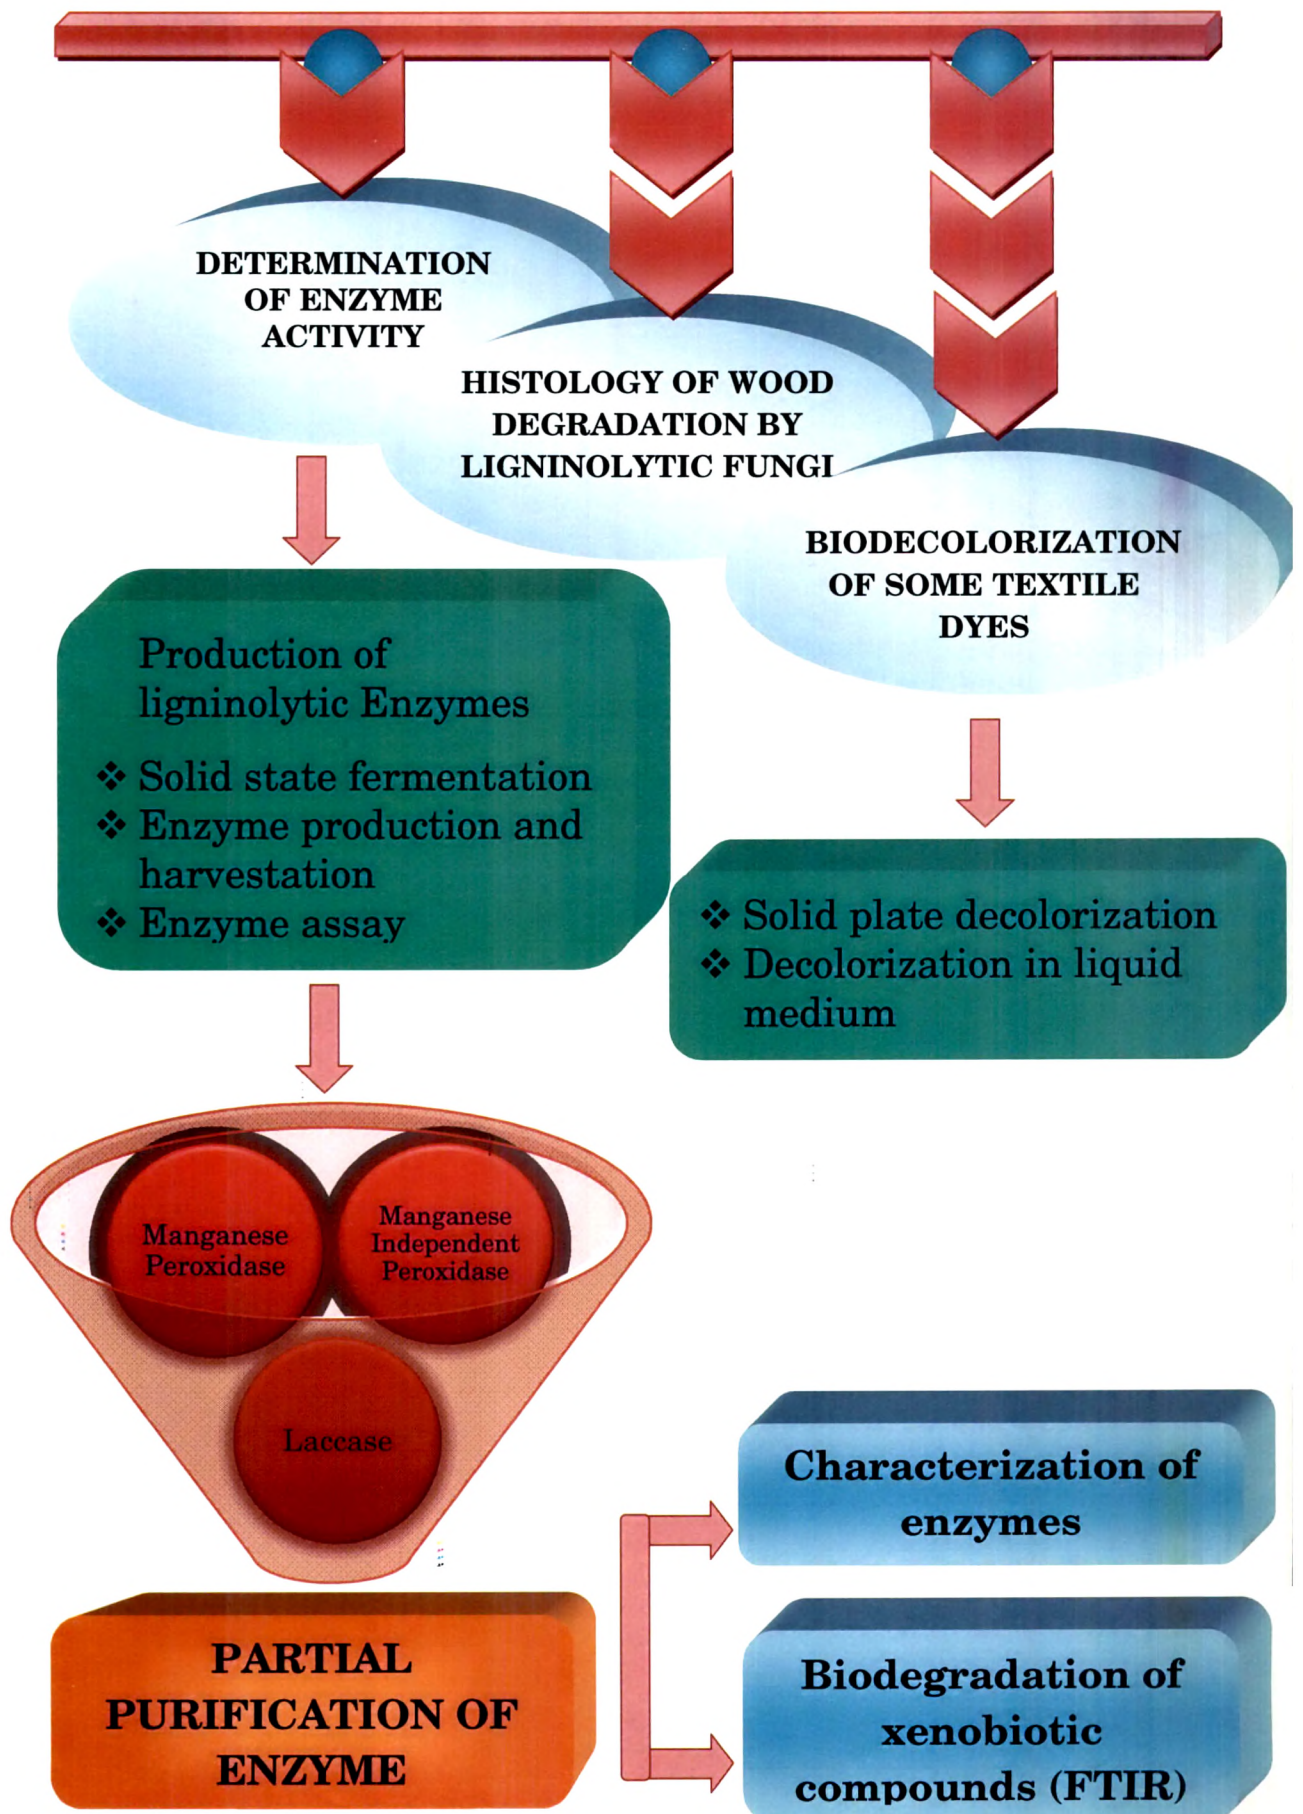 DETERMINATION
OF ENZYME
ACTIVITY
HISTOLOGY OF WOOD
DEGRADATION BY
LIGNINOLYTIC FUNGI
BIODECOLORIZATION
OF SOME TEXTILE
DYES
Production of
ligninolytic Enzymes
❖ Solid state fermentation
❖ Enzyme production and
harvestation
❖ Enzyme assay
❖ Solid plate decolorization
❖ Decolorization in liquid
medium
Manganese
Peroxidase
Manganese
Independent
Peroxidase
Laccase
PARTIAL
PURIFICATION OF
ENZYME
Characterization of
enzymes
Biodegradation of
xenobiotic
compounds (FTIR)